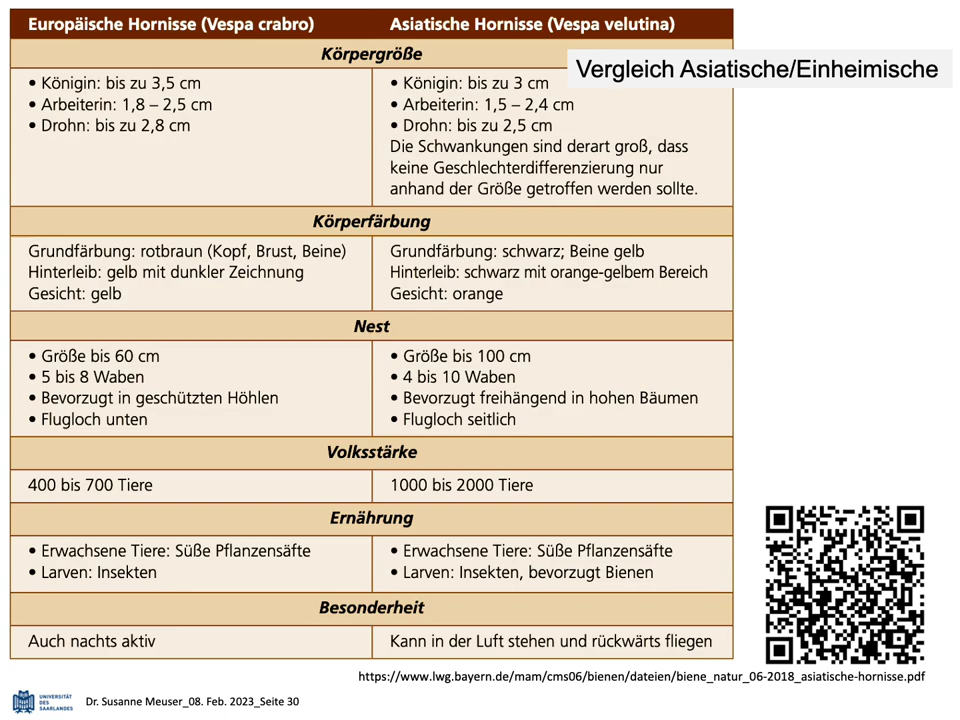 Europäische Hornisse (Vespa crabro) Asiatische Hornisse (Vespa velutina)
Körpergröße
Vergleich Asiatische/Einheimische
• Königin: bis zu 3,5 cm
• Arbeiterin: 1,8 – 2,5 cm
• Drohn: bis zu 2,8 cm
• Königin: bis zu 3 cm
• Arbeiterin: 1,5 – 2,4 cm
• Drohn: bis zu 2,5 cm
Die Schwankungen sind derart groß, dass
keine Geschlechterdifferenzierung nur
anhand der Größe getroffen werden sollte.
Körperfärbung
Grundfärbung: rotbraun (Kopf, Brust, Beine)
Hinterleib: gelb mit dunkler Zeichnung
Gesicht: gelb
Grundfärbung: schwarz; Beine gelb
Hinterleib: schwarz mit orange-gelbem Bereich
Gesicht: orange
Nest
• Größe bis 60 cm
• 5 bis 8 Waben
• Bevorzugt in geschützten Höhlen
• Flugloch unten
• Größe bis 100 cm
• 4 bis 10 Waben
• Bevorzugt freihängend in hohen Bäumen
• Flugloch seitlich
Volksstärke
400 bis 700 Tiere
1000 bis 2000 Tiere
Ernährung
• Erwachsene Tiere: Süße Pflanzensäfte
• Larven: Insekten
• Erwachsene Tiere: Süße Pflanzensäfte
• Larven: Insekten, bevorzugt Bienen
Besonderheit
Auch nachts aktiv
Kann in der Luft stehen und rückwärts fliegen
https://www.lwg.bayern.de/mam/cms06/bienen/dateien/biene_natur_06-2018_asiatische-hornisse.pdf
UNIVERSITÄT
DES
SAARLANDES
Dr. Susanne Meuser_08. Feb. 2023_Seite 30